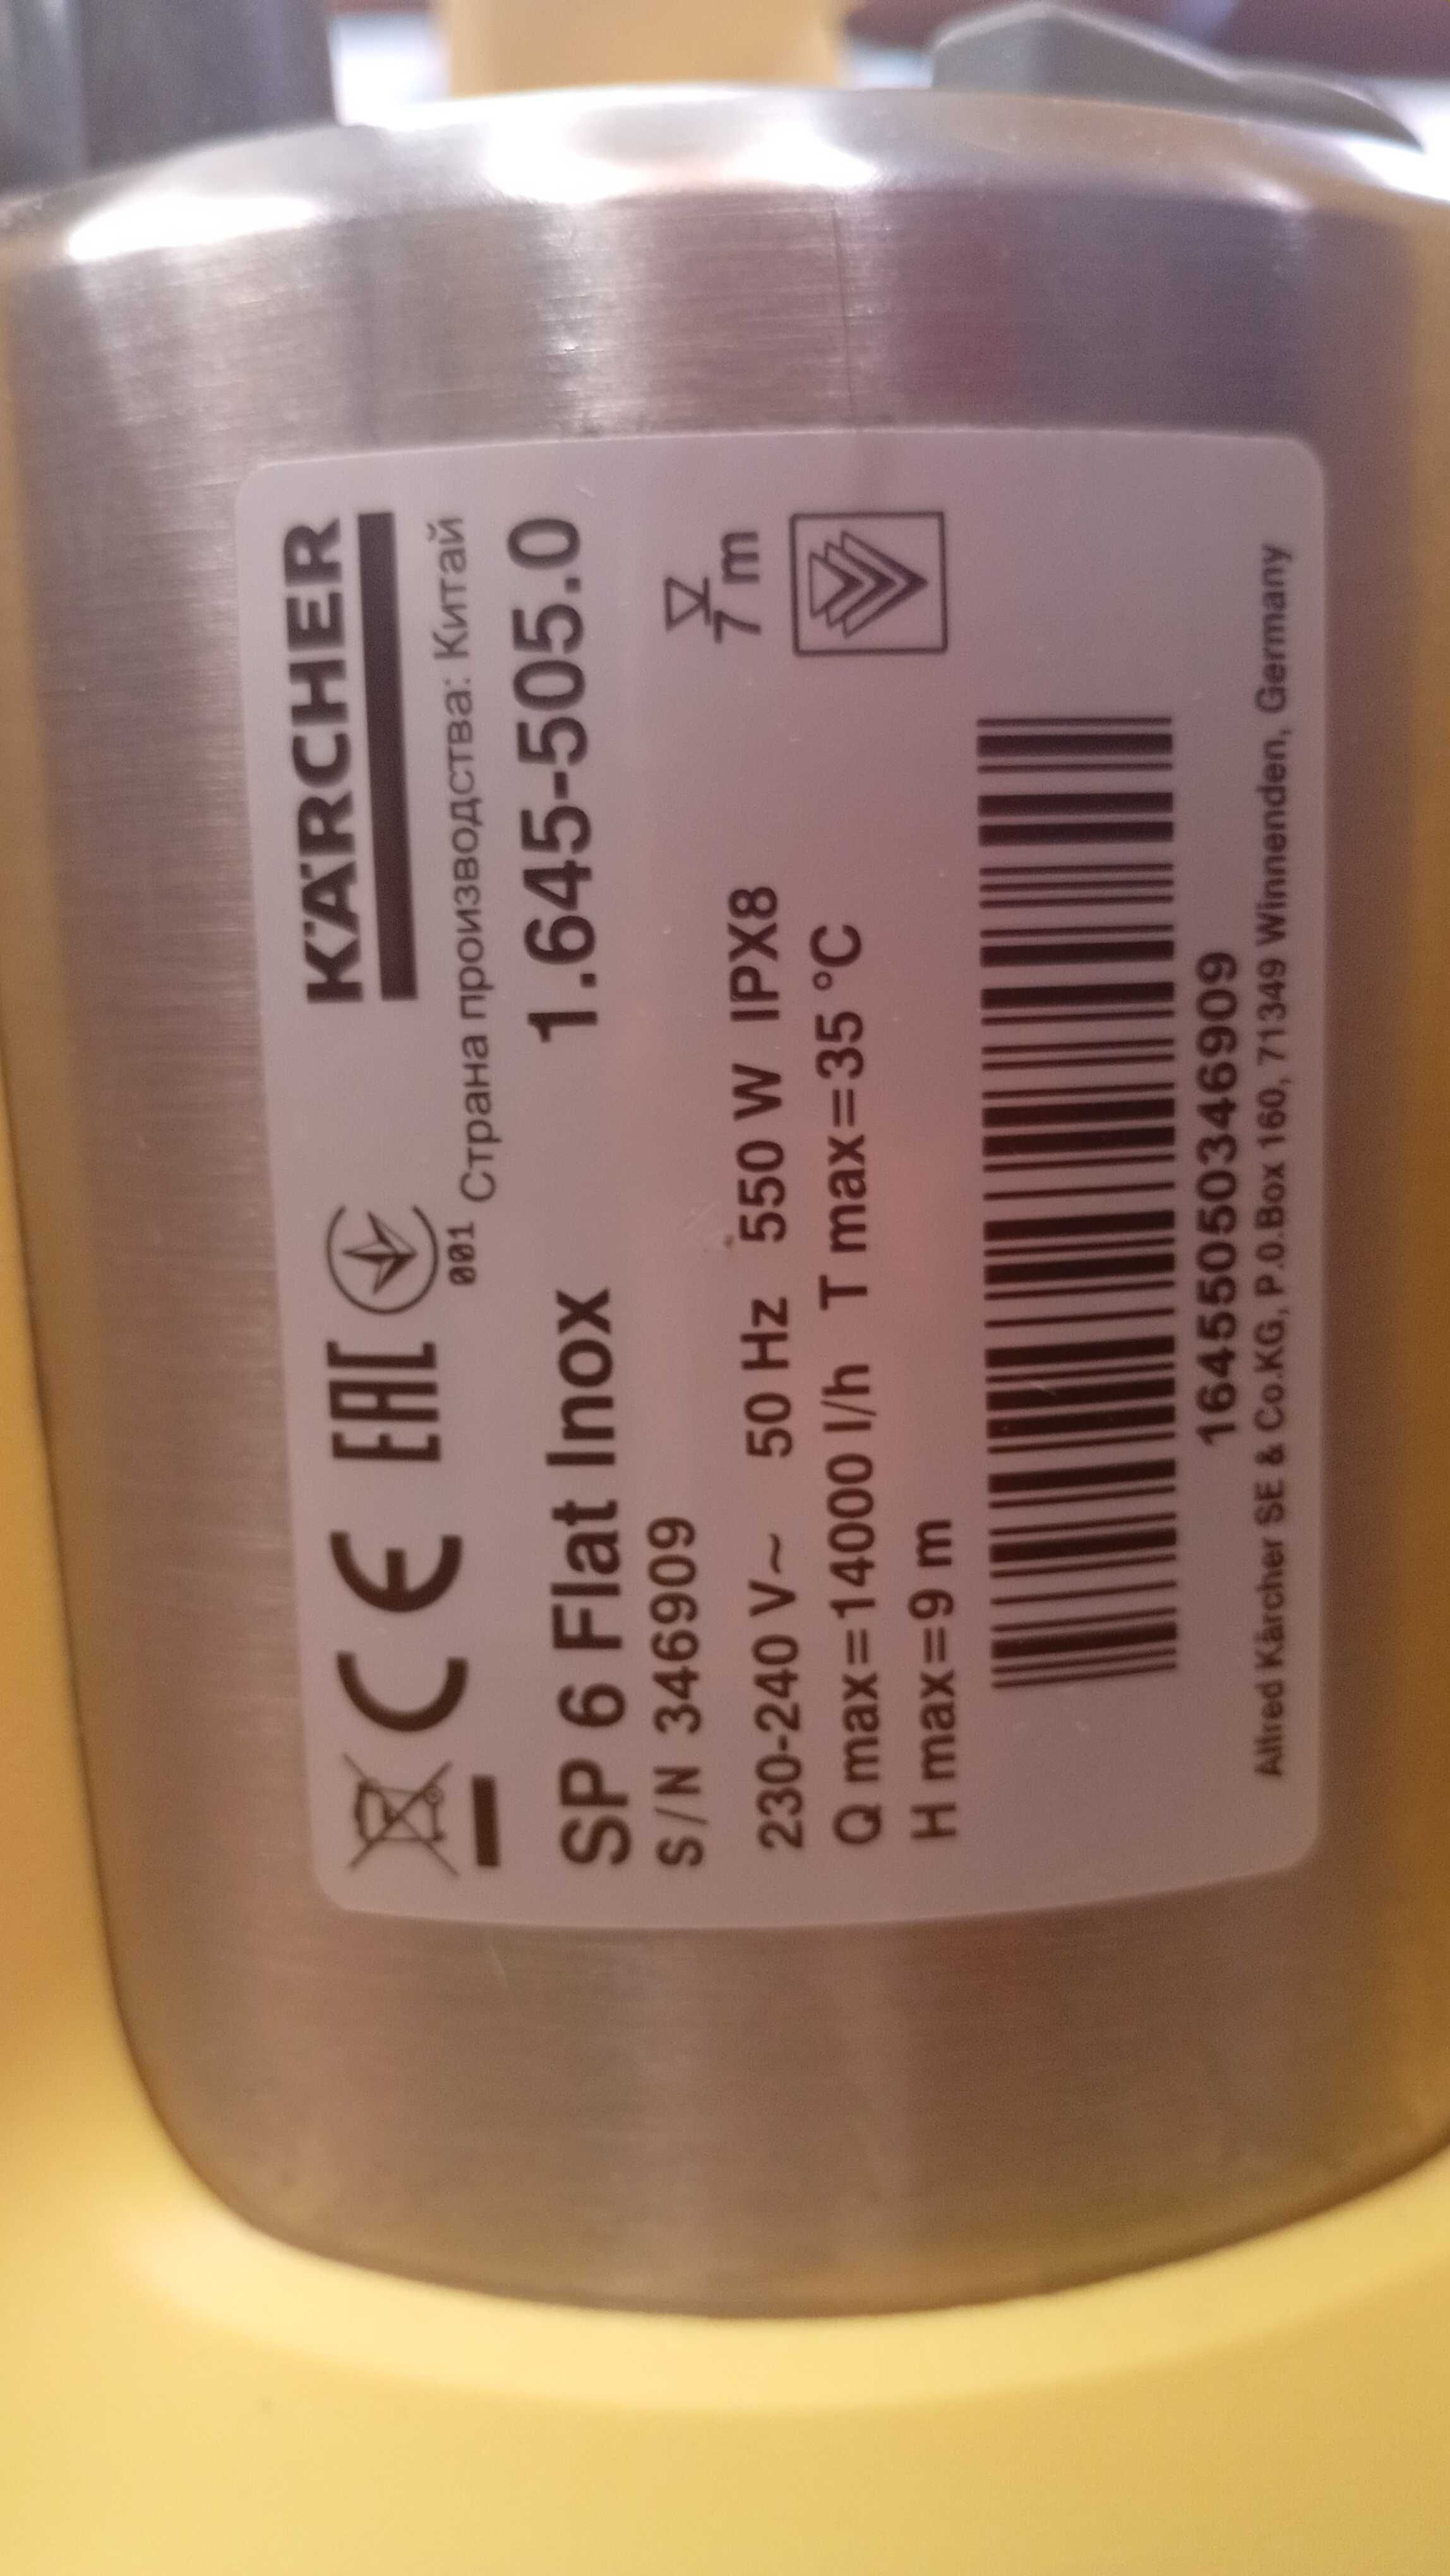 CE EAC KÄRCHER
001 Страна производства: Китай
SP 6 Flat Inox 1.645-505.0
S/N 346909
7 m
230-240 V~ 50 Hz 550 W IPX8
Q max=14000 l/h T max=35 °C
H max=9 m
16455050346909
Alfred Kärcher SE & Co.KG, P.O.Box 160, 71349 Winnenden, Germany